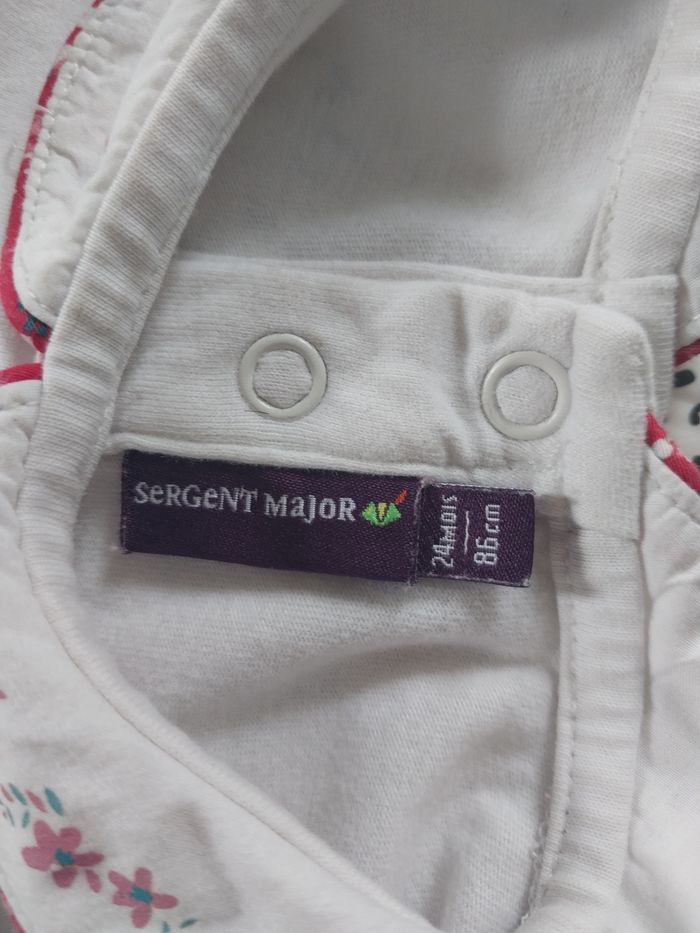 SeRGeNT MaJoR
24MOIS
86cm